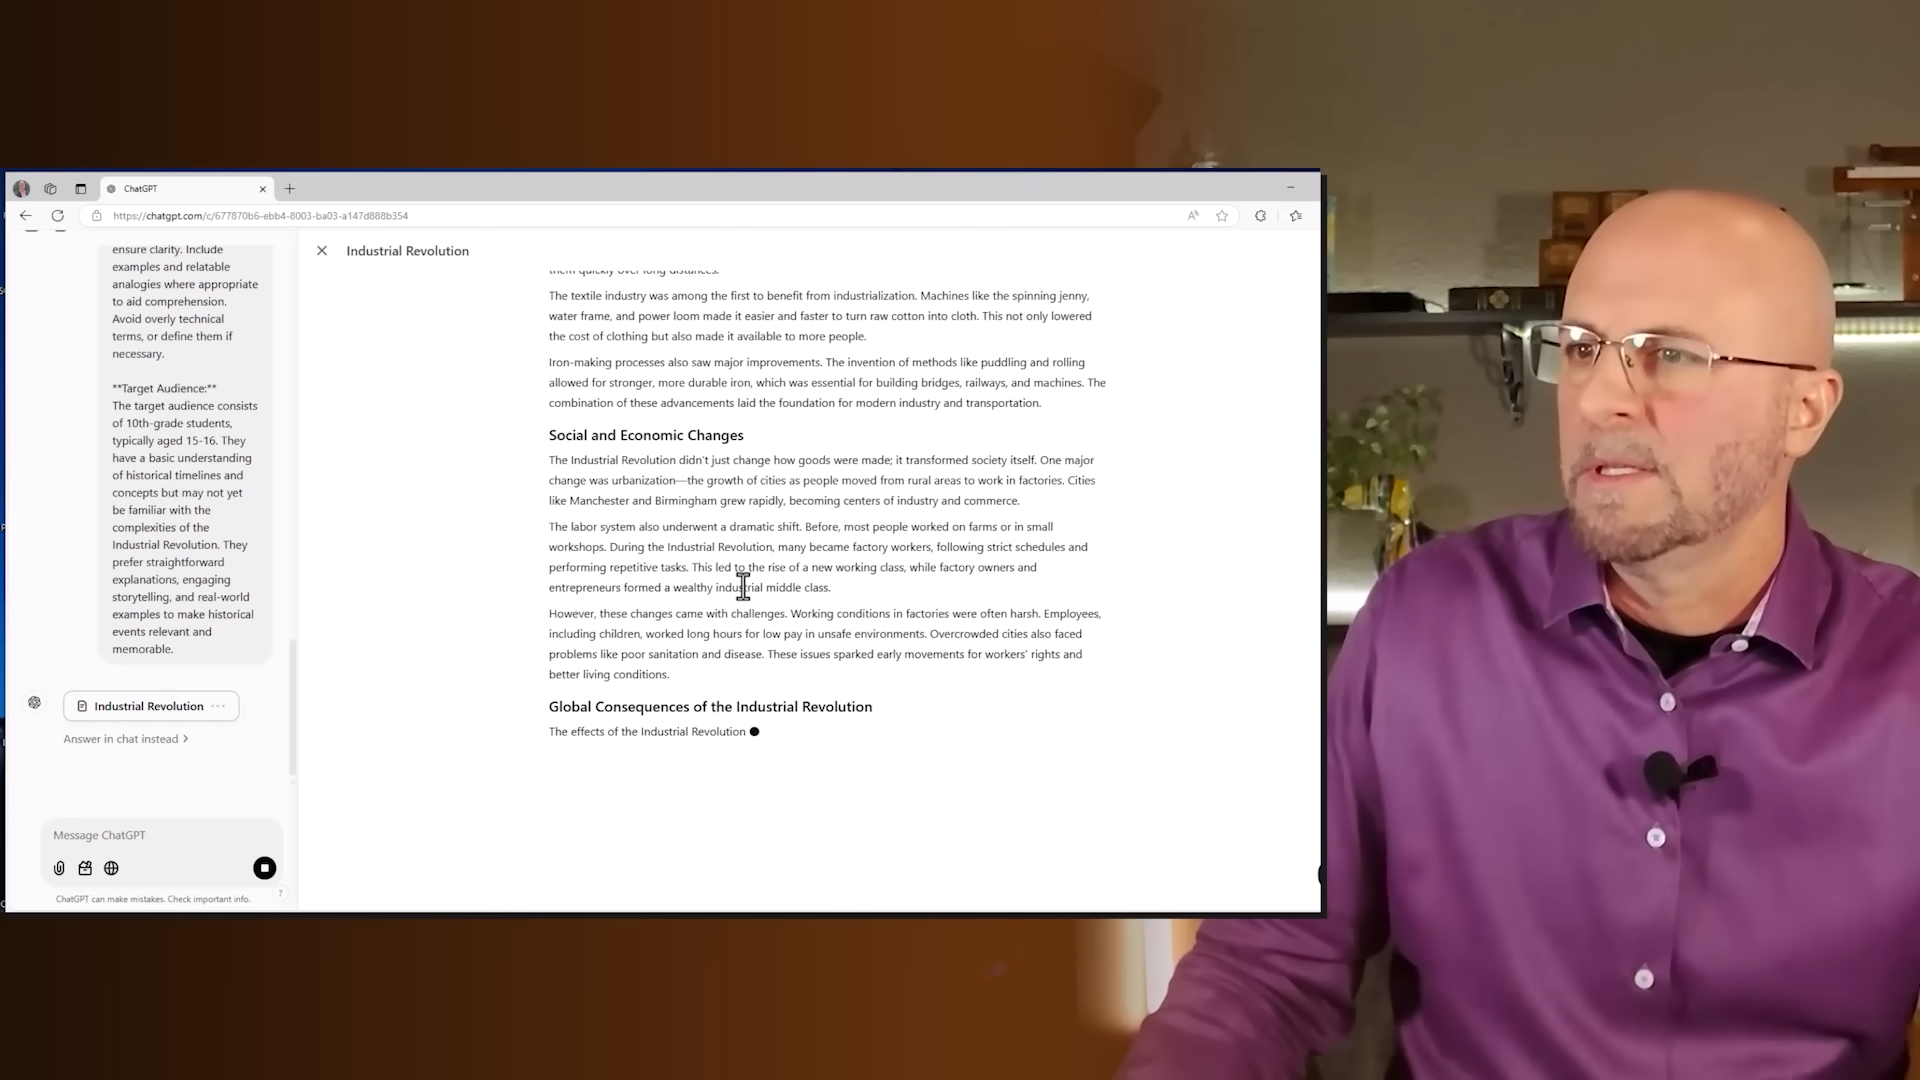 ChatGPT
https://chatgpt.com/c/677870b6-ebb4-8003-ba03-a147d888b354
ensure clarity. Include
examples and relatable
analogies where appropriate
to aid comprehension.
Avoid overly technical
terms, or define them if
necessary.
**Target Audience:**
The target audience consists
of 10th-grade students,
typically aged 15-16. They
have a basic understanding
of historical timelines and
concepts but may not yet
be familiar with the
complexities of the
Industrial Revolution. They
prefer straightforward
explanations, engaging
storytelling, and real-world
examples to make historical
events relevant and
memorable.
Industrial Revolution
Answer in chat instead
Message ChatGPT
ChatGPT can make mistakes. Check important info.
?
Industrial Revolution
them quickly over long distances.
The textile industry was among the first to benefit from industrialization. Machines like the spinning jenny,
water frame, and power loom made it easier and faster to turn raw cotton into cloth. This not only lowered
the cost of clothing but also made it available to more people.
Iron-making processes also saw major improvements. The invention of methods like puddling and rolling
allowed for stronger, more durable iron, which was essential for building bridges, railways, and machines. The
combination of these advancements laid the foundation for modern industry and transportation.
Social and Economic Changes
The Industrial Revolution didn't just change how goods were made; it transformed society itself. One major
change was urbanization—the growth of cities as people moved from rural areas to work in factories. Cities
like Manchester and Birmingham grew rapidly, becoming centers of industry and commerce.
The labor system also underwent a dramatic shift. Before, most people worked on farms or in small
workshops. During the Industrial Revolution, many became factory workers, following strict schedules and
performing repetitive tasks. This led to the rise of a new working class, while factory owners and
entrepreneurs formed a wealthy industrial middle class.
However, these changes came with challenges. Working conditions in factories were often harsh. Employees,
including children, worked long hours for low pay in unsafe environments. Overcrowded cities also faced
problems like poor sanitation and disease. These issues sparked early movements for workers' rights and
better living conditions.
Global Consequences of the Industrial Revolution
The effects of the Industrial Revolution